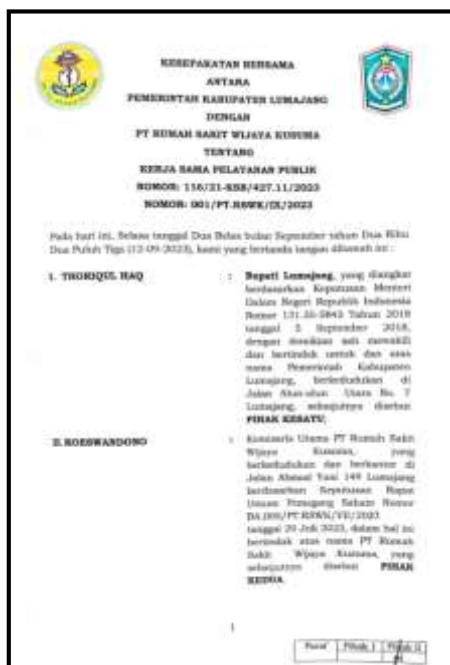 KESEPAKATAN BERSAMA
ANTARA
PEMERINTAH KABUPATEN LUMAJANG
DENGAN
PT RUMAH SAKIT WIJAYA KUSUMA
TENTANG
KERJA SAMA PELAYANAN PUBLIK
NOMOR: 116/21-KSB/427.11/2023
NOMOR: 001/PT.RSWK/IX/2023
Pada hari ini, Selasa tanggal Dua Belas bulan September tahun Dua Ribu
Dua Puluh Tiga (12-09-2023), kami yang bertanda tangan dibawah ini :
I. THORIQUL HAQ : Bupati Lumajang, yang diangkat
berdasarkan Keputusan Menteri
Dalam Negeri Republik Indonesia
Nomor 131.35-5843 Tahun 2018
tanggal 5 September 2018,
dengan demikian sah mewakili
dan bertindak untuk dan atas
nama Pemerintah Kabupaten
Lumajang, berkedudukan di
Jalan Alun-alun Utara No. 7
Lumajang, selanjutnya disebut
PIHAK KESATU;
II. ROESWANDONO : Komisaris Utama PT Rumah Sakit
Wijaya Kusuma, yang
berkedudukan dan berkantor di
Jalan Ahmad Yani 149 Lumajang
berdasarkan Keputusan Rapat
Umum Pemegang Saham Nomor
tanggal 20 Juli 2023, dalam hal ini
bertindak atas nama PT Rumah
Sakit Wijaya Kusuma, yang
selanjutnya disebut PIHAK
KEDUA
1
Paraf Pihak I Pihak II